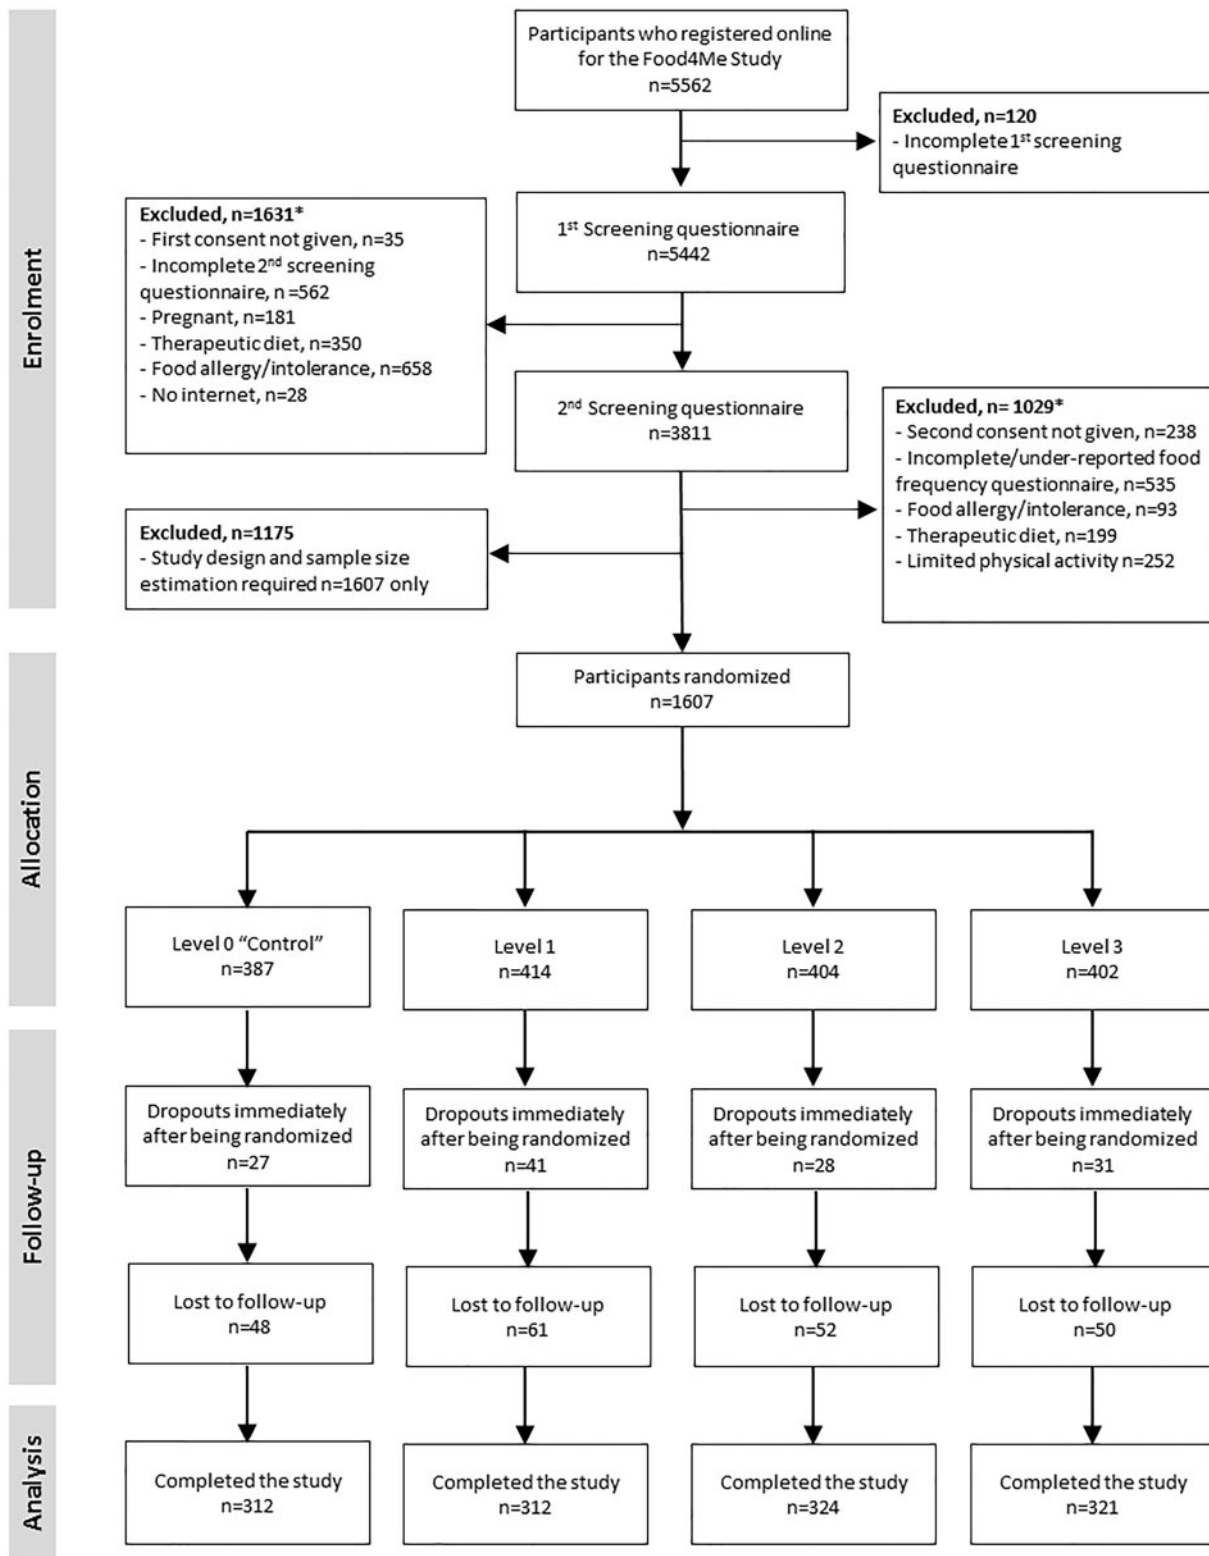 Participants who registered online
for the Food4Me Study
n=5562
Excluded, n=120
- Incomplete 1st screening
questionnaire
Enrolment
Excluded, n=1631*
- First consent not given, n=35
- Incomplete 2nd screening
questionnaire, n =562
- Pregnant, n=181
- Therapeutic diet, n=350
- Food allergy/intolerance, n=658
- No internet, n=28
1st Screening questionnaire
n=5442
2nd Screening questionnaire
n=3811
Excluded, n= 1029*
- Second consent not given, n=238
- Incomplete/under-reported food
frequency questionnaire, n=535
- Food allergy/intolerance, n=93
- Therapeutic diet, n=199
- Limited physical activity n=252
Excluded, n=1175
- Study design and sample size
estimation required n=1607 only
Participants randomized
n=1607
Allocation
Level 0 “Control”
n=387
Level 1
n=414
Level 2
n=404
Level 3
n=402
Follow-up
Dropouts immediately
after being randomized
n=27
Dropouts immediately
after being randomized
n=41
Dropouts immediately
after being randomized
n=28
Dropouts immediately
after being randomized
n=31
Lost to follow-up
n=48
Lost to follow-up
n=61
Lost to follow-up
n=52
Lost to follow-up
n=50
Analysis
Completed the study
n=312
Completed the study
n=312
Completed the study
n=324
Completed the study
n=321